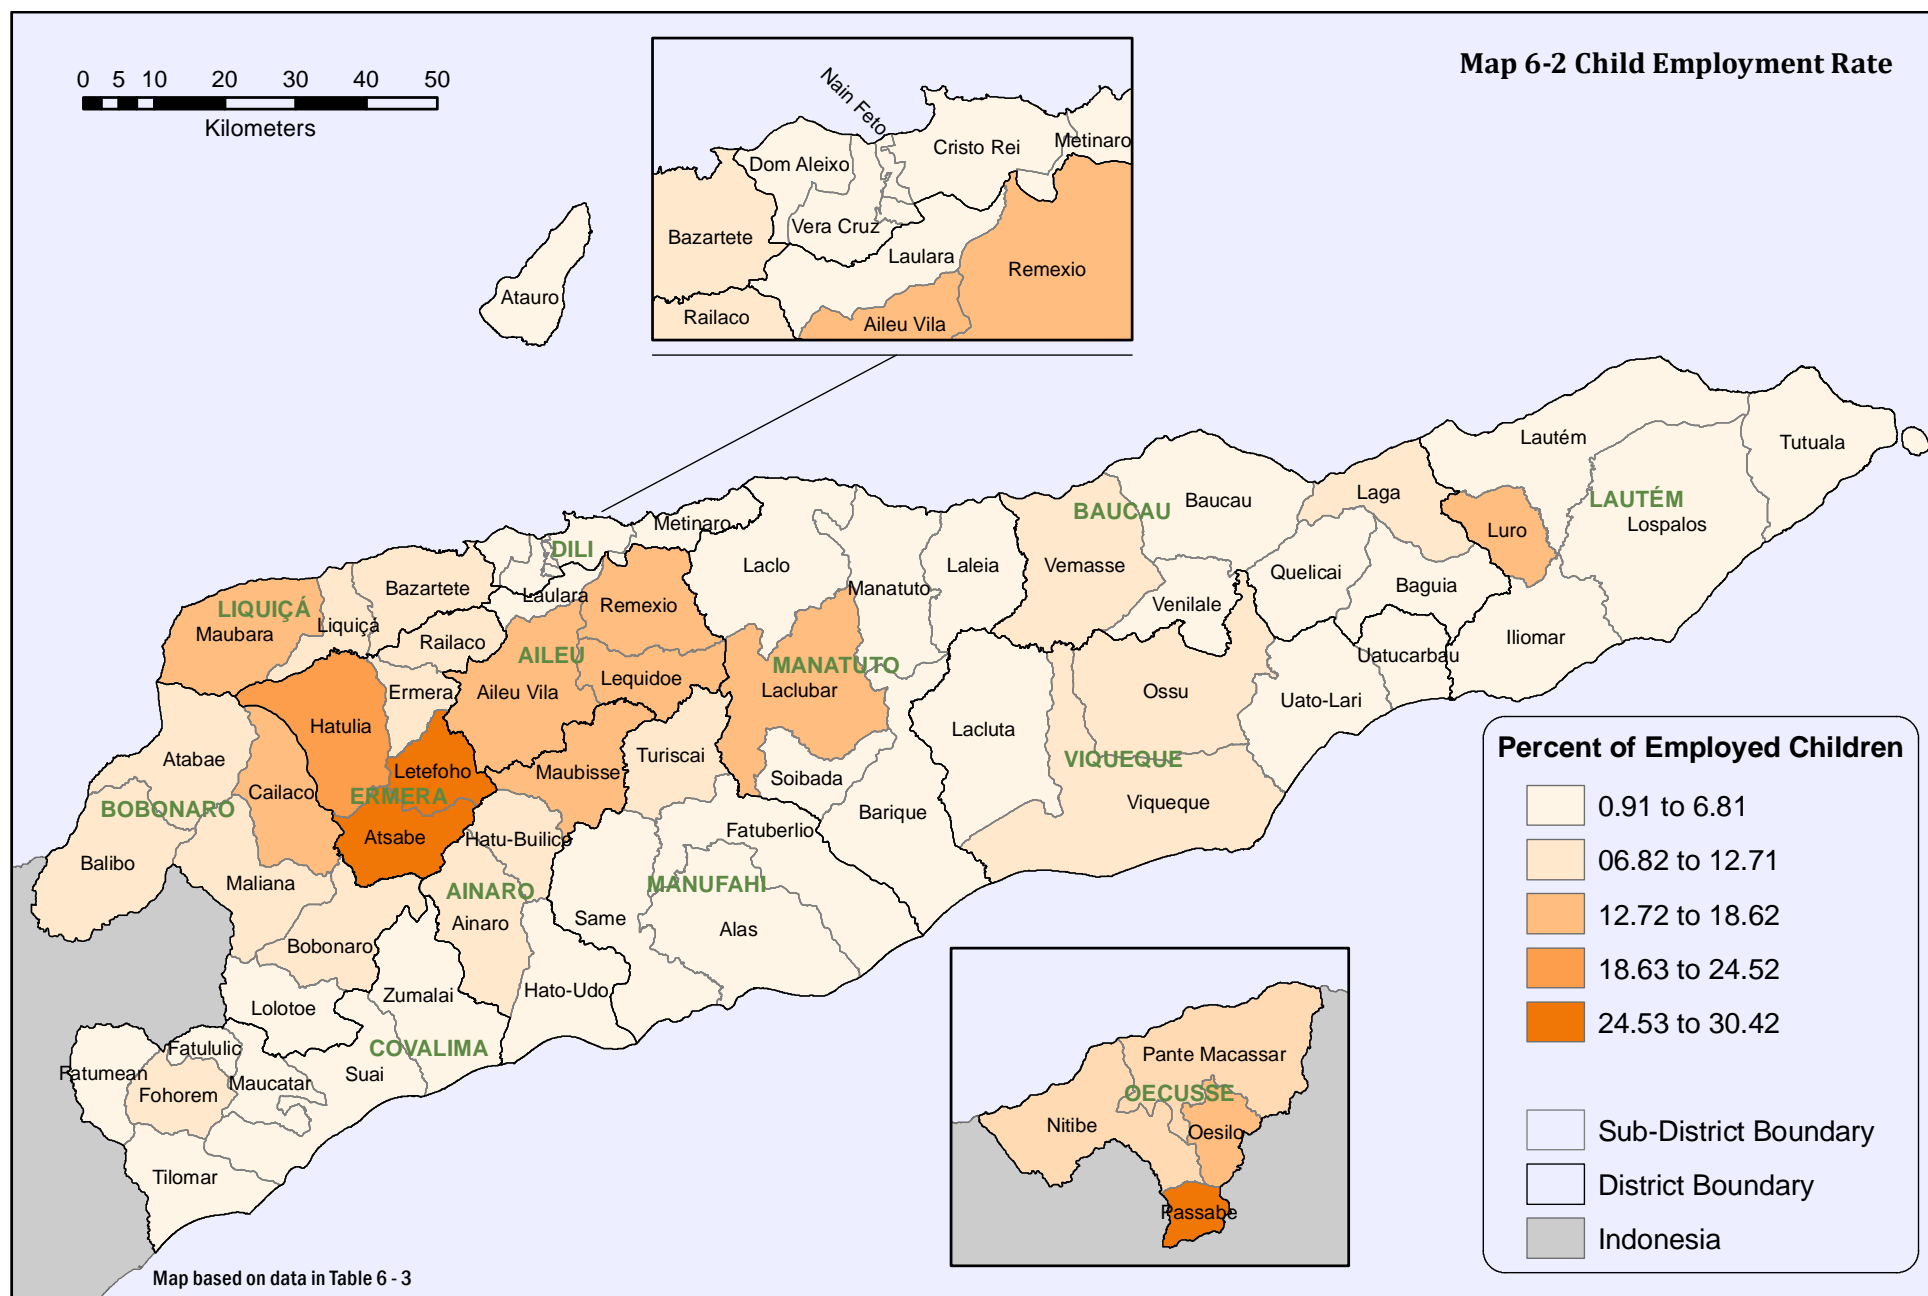 Map 6-2 Child Employment Rate
0 5 10 20 30 40 50
Kilometers
Nain Feto
Cristo Rei
Metinaro
Dom Aleixo
Vera Cruz
Bazartete
Laulara
Remexio
Railaco
Aileu Vila
Atauro
Lautém
Tutuala
LAUTÉM
Lospalos
Luro
Iliomar
BAUCAU
Baucau
Laga
Vemasse
Quelicai
Baguia
Venilale
Uatucarbau
Uato-Lari
Ossu
Lacluta
VIQUEQUE
Viqueque
Metinaro
DILI
Laclo
Manatuto
Laleia
MANATUTO
Laclubar
Soibada
Barique
Laulara
Remexio
AILEU
Aileu Vila
Lequidoe
Bazartete
LIQUIÇÁ
Maubara
Liquiçá
Railaco
Ermera
Hatulia
Letefoho
ERMERA
Atsabe
Maubisse
Turiscai
Hatu-Builico
Fatuberlio
MANUFAHI
Same
Alas
AINARO
Ainaro
Hato-Udo
Atabae
Cailaco
BOBONARO
Balibo
Maliana
Bobonaro
Lolotoe
Zumalai
COVALIMA
Suai
Fatululic
Fatumean
Fohorem
Maucatar
Tilomar
Pante Macassar
OECUSSE
Nitibe
Oesilo
Passabe
Percent of Employed Children
0.91 to 6.81
06.82 to 12.71
12.72 to 18.62
18.63 to 24.52
24.53 to 30.42
Sub-District Boundary
District Boundary
Indonesia
Map based on data in Table 6 - 3